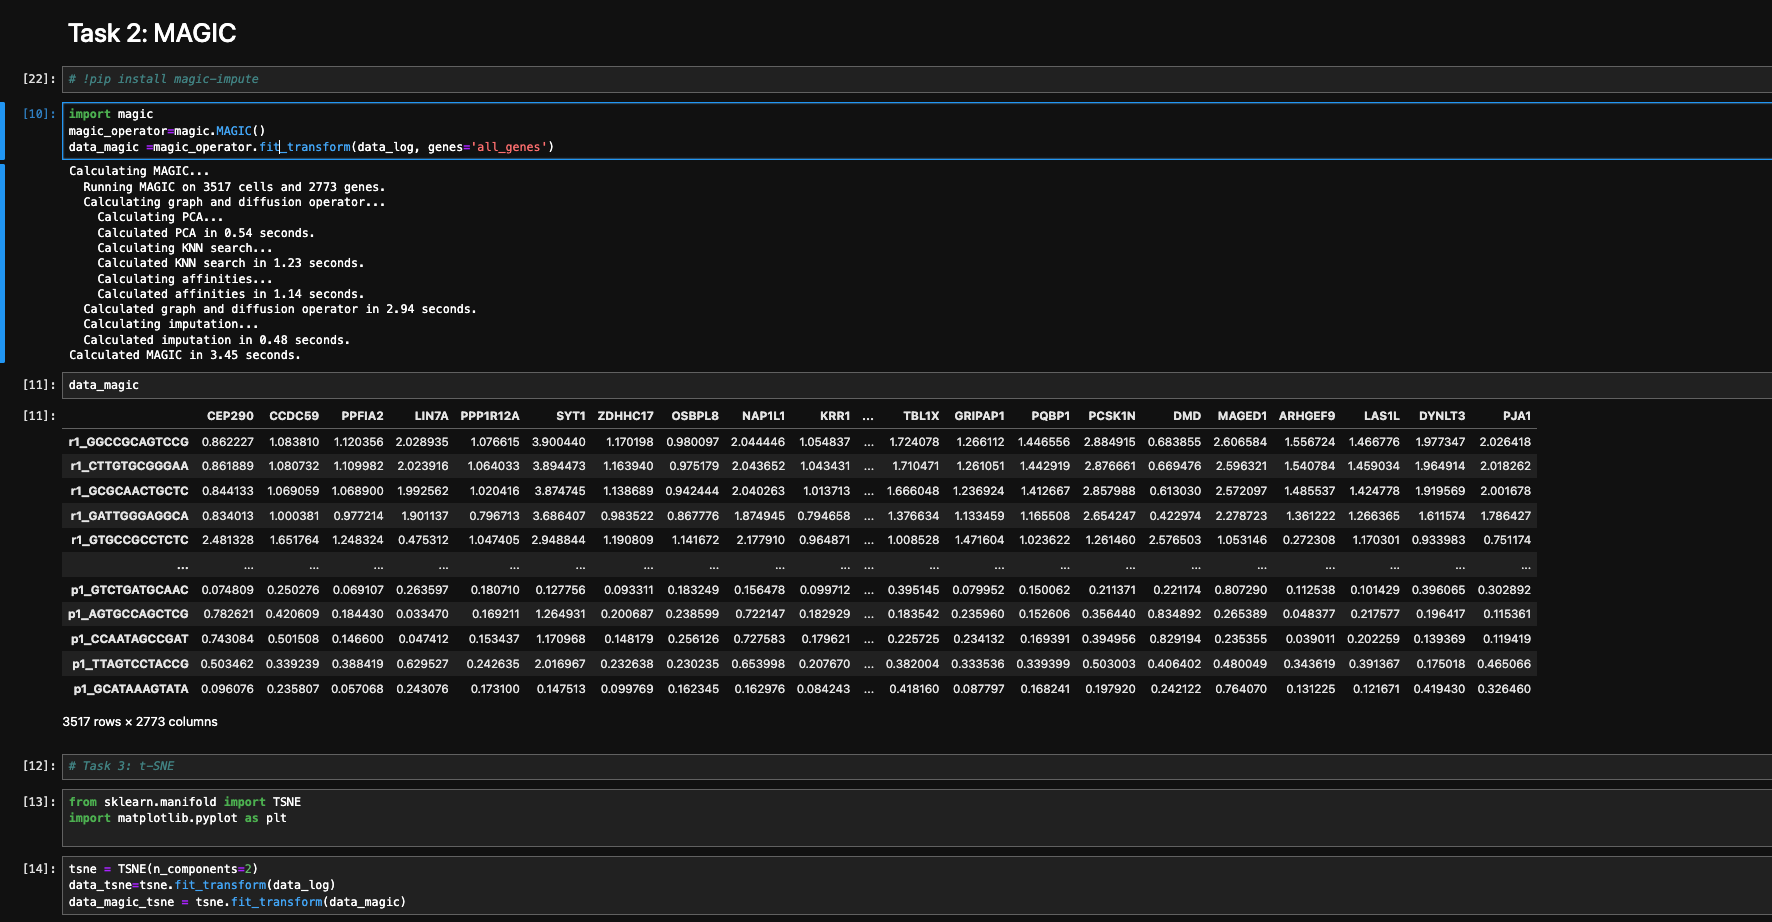 Task 2: MAGIC
[22]: # !pip install magic-impute
[10]: import magic
magic_operator=magic.MAGIC()
data_magic =magic_operator.fit_transform(data_log, genes='all_genes')
Calculating MAGIC...
Running MAGIC on 3517 cells and 2773 genes.
Calculating graph and diffusion operator...
Calculating PCA...
Calculated PCA in 0.54 seconds.
Calculating KNN search...
Calculated KNN search in 1.23 seconds.
Calculating affinities...
Calculated affinities in 1.14 seconds.
Calculated graph and diffusion operator in 2.94 seconds.
Calculating imputation...
Calculated imputation in 0.48 seconds.
Calculated MAGIC in 3.45 seconds.
[11]: data_magic
[11]: CEP290 CCDC59 PPFIA2 LIN7A PPP1R12A SYT1 ZDHHC17 OSBPL8 NAP1L1 KRR1 ... TBL1X GRIPAP1 PQBP1 PCSK1N DMD MAGED1 ARHGEF9 LAS1L DYNLT3 PJA1
r1_GGCCGCAGTCCG 0.862227 1.083810 1.120356 2.028935 1.076615 3.900440 1.170198 0.980097 2.044446 1.054837 ... 1.724078 1.266112 1.446556 2.884915 0.683855 2.606584 1.556724 1.466776 1.977347 2.026418
r1_CTTGTGCGGGAA 0.861889 1.080732 1.109982 2.023916 1.064033 3.894473 1.163940 0.975179 2.043652 1.043431 ... 1.710471 1.261051 1.442919 2.876661 0.669476 2.596321 1.540784 1.459034 1.964914 2.018262
r1_GCGCAACTGCTC 0.844133 1.069059 1.068900 1.992562 1.020416 3.874745 1.138689 0.942444 2.040263 1.013713 ... 1.666048 1.236924 1.412667 2.857988 0.613030 2.572097 1.485537 1.424778 1.919569 2.001678
r1_GATTGGGAGGCA 0.834013 1.000381 0.977214 1.901137 0.796713 3.686407 0.983522 0.867776 1.874945 0.794658 ... 1.376634 1.133459 1.165508 2.654247 0.422974 2.278723 1.361222 1.266365 1.611574 1.786427
r1_GTGCCGCCTCTC 2.481328 1.651764 1.248324 0.475312 1.047405 2.948844 1.190809 1.141672 2.177910 0.964871 ... 1.008528 1.471604 1.023622 1.261460 2.576503 1.053146 0.272308 1.170301 0.933983 0.751174
... ... ... ... ... ... ... ... ... ... ... ... ... ... ... ... ... ... ... ... ... ...
p1_GTCTGATGCAAC 0.074809 0.250276 0.069107 0.263597 0.180710 0.127756 0.093311 0.183249 0.156478 0.099712 ... 0.395145 0.079952 0.150062 0.211371 0.221174 0.807290 0.112538 0.101429 0.396065 0.302892
p1_AGTGCCAGCTCG 0.782621 0.420609 0.184430 0.033470 0.169211 1.264931 0.200687 0.238599 0.722147 0.182929 ... 0.183542 0.235960 0.152606 0.356440 0.834892 0.265389 0.048377 0.217577 0.196417 0.115361
p1_CCAATAGCCGAT 0.743084 0.501508 0.146600 0.047412 0.153437 1.170968 0.148179 0.256126 0.727583 0.179621 ... 0.225725 0.234132 0.169391 0.394956 0.829194 0.235355 0.039011 0.202259 0.139369 0.119419
p1_TTAGTCCTACCG 0.503462 0.339239 0.388419 0.629527 0.242635 2.016967 0.232638 0.230235 0.653998 0.207670 ... 0.382004 0.333536 0.339399 0.503003 0.406402 0.480049 0.343619 0.391367 0.175018 0.465066
p1_GCATAAAGTATA 0.096076 0.235807 0.057068 0.243076 0.173100 0.147513 0.099769 0.162345 0.162976 0.084243 ... 0.418160 0.087797 0.168241 0.197920 0.242122 0.764070 0.131225 0.121671 0.419430 0.326460
3517 rows × 2773 columns
[12]: # Task 3: t-SNE
[13]: from sklearn.manifold import TSNE
import matplotlib.pyplot as plt
[14]: tsne = TSNE(n_components=2)
data_tsne=tsne.fit_transform(data_log)
data_magic_tsne = tsne.fit_transform(data_magic)